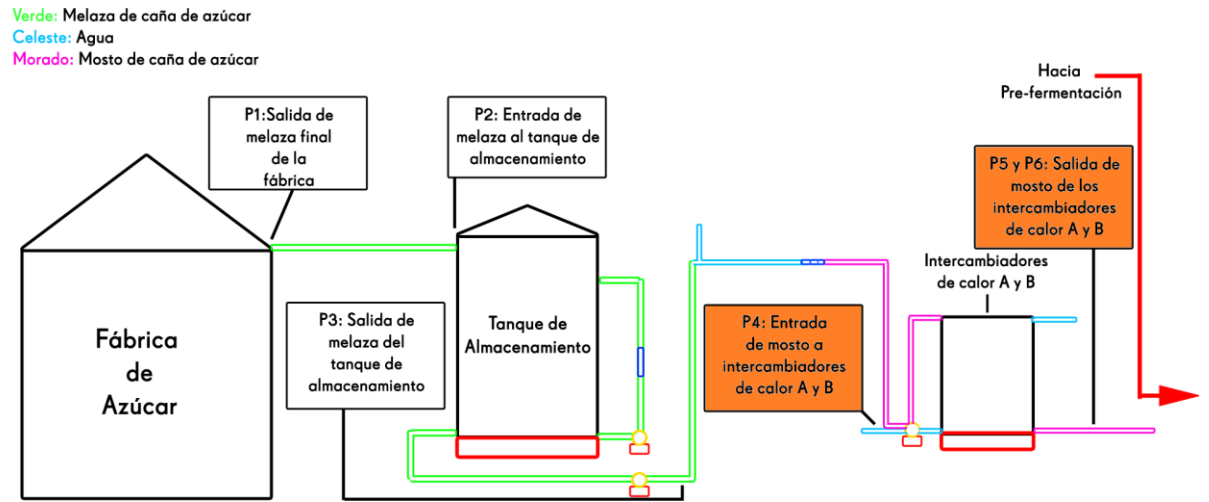 Verde: Melaza de caña de azúcar
Celeste: Agua
Morado: Mosto de caña de azúcar
Hacia
Pre-fermentación
P1:Salida de
melaza final
de la
fábrica
P2: Entrada de
melaza al tanque de
almacenamiento
P5 y P6: Salida de
mosto de los
intercambiadores
de calor A y B
Intercambiadores
de calor A y B
P3: Salida de
melaza del
tanque de
almacenamiento
Tanque de
Almacenamiento
P4: Entrada
de mosto a
intercambiadores
de calor A y B
Fábrica
de
Azúcar